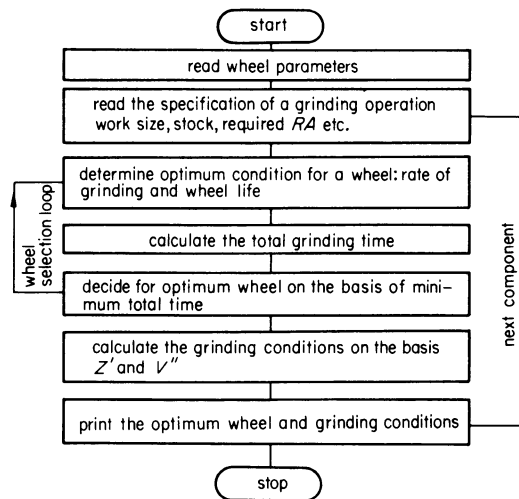 start
read wheel parameters
read the specification of a grinding operation
work size, stock, required RA etc.
determine optimum condition for a wheel: rate of
grinding and wheel life
wheel
selection loop
calculate the total grinding time
decide for optimum wheel on the basis of mini-
mum total time
next component
calculate the grinding conditions on the basis
Z' and V''
print the optimum wheel and grinding conditions
stop